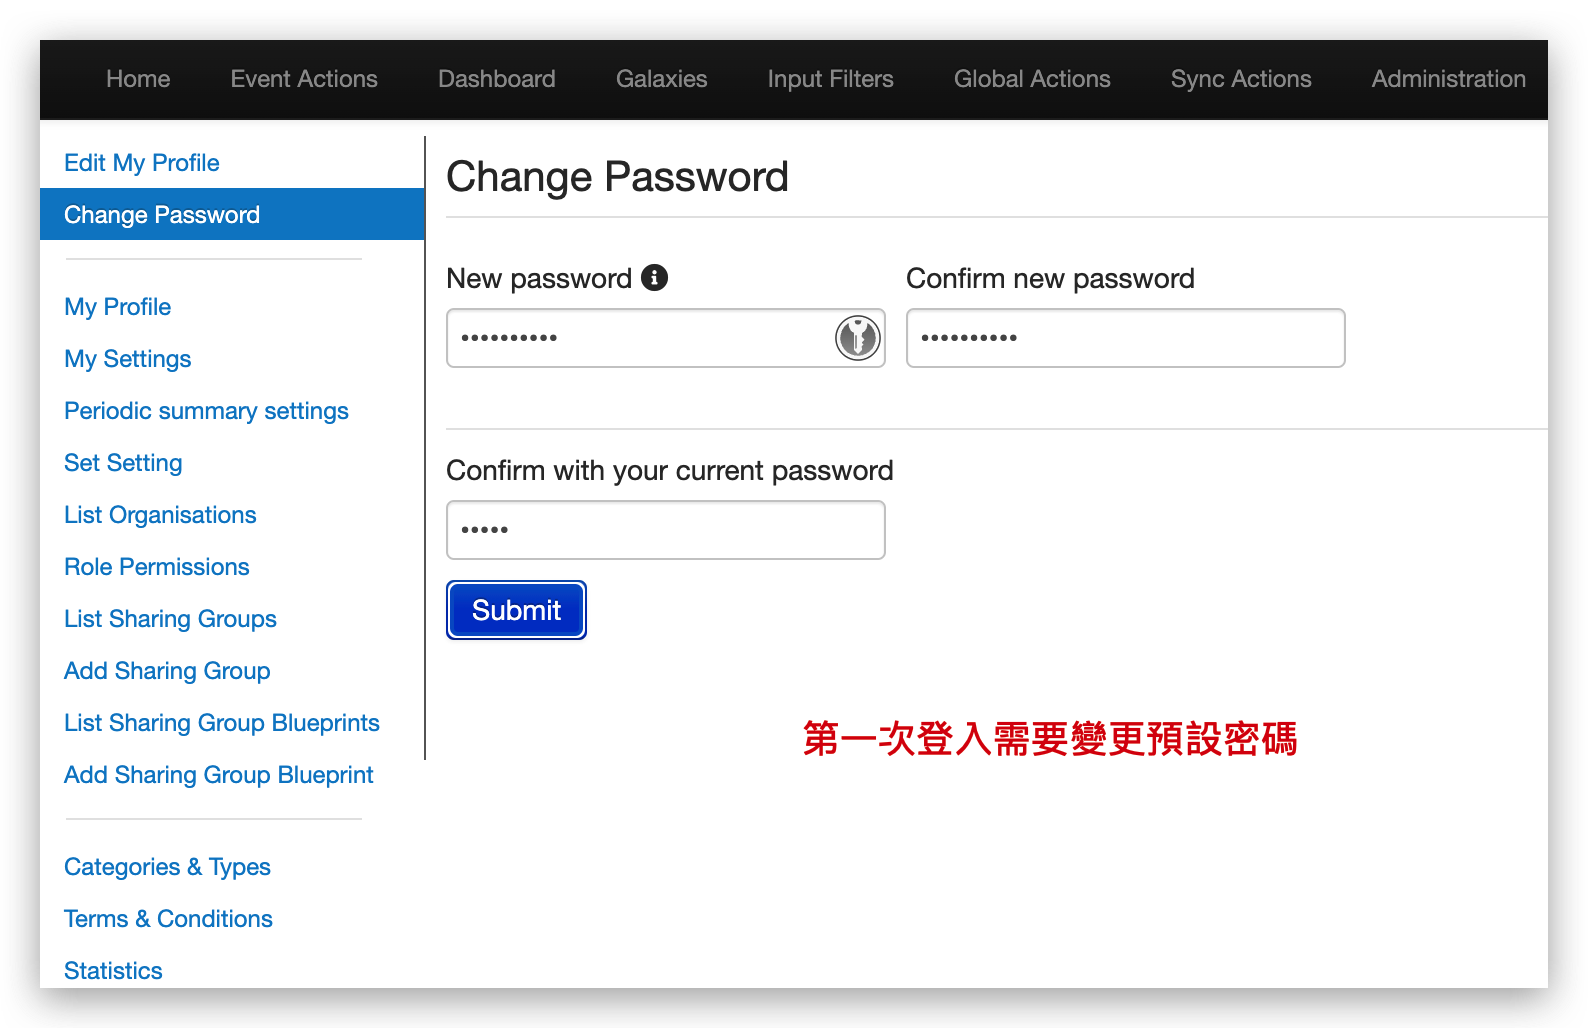 Home Event Actions Dashboard Galaxies Input Filters Global Actions Sync Actions Administration
Edit My Profile
Change Password
My Profile
My Settings
Periodic summary settings
Set Setting
List Organisations
Role Permissions
List Sharing Groups
Add Sharing Group
List Sharing Group Blueprints
Add Sharing Group Blueprint
Categories & Types
Terms & Conditions
Statistics
Change Password
New password Confirm new password
•••••••••• ••••••••••
Confirm with your current password
•••••
Submit
第一次登入需要變更預設密碼